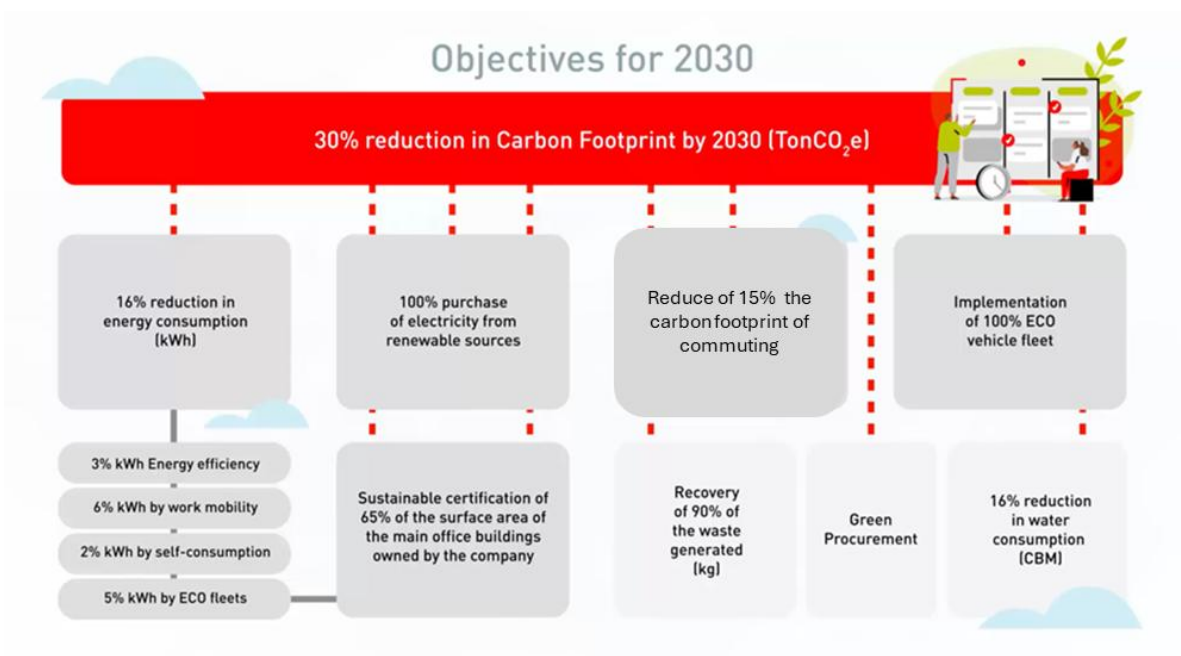 Objectives for 2030
30% reduction in Carbon Footprint by 2030 (TonCO₂e)
16% reduction in
energy consumption
(kWh)
100% purchase
of electricity from
renewable sources
Reduce of 15% the
carbon footprint of
commuting
Implementation
of 100% ECO
vehicle fleet
3% kWh Energy efficiency
6% kWh by work mobility
2% kWh by self-consumption
5% kWh by ECO fleets
Sustainable certification of
65% of the surface area of
the main office buildings
owned by the company
Recovery
of 90% of
the waste
generated
(kg)
Green
Procurement
16% reduction
in water
consumption
(CBM)